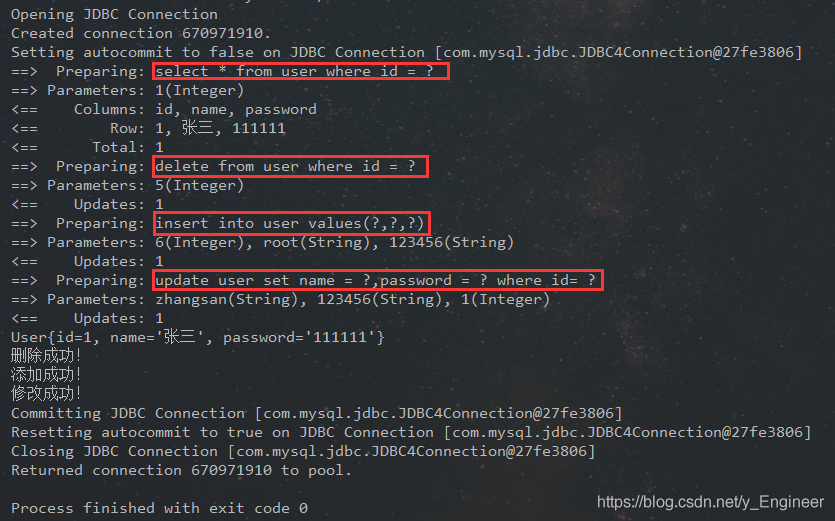 Opening JDBC Connection
Created connection 670971910.
Setting autocommit to false on JDBC Connection [com.mysql.jdbc.JDBC4Connection@27fe3806]
==>  Preparing: select * from user where id = ?
==> Parameters: 1(Integer)
<==    Columns: id, name, password
<==        Row: 1, 张三, 111111
<==      Total: 1
==>  Preparing: delete from user where id = ?
==> Parameters: 5(Integer)
<==    Updates: 1
==>  Preparing: insert into user values(?,?,?)
==> Parameters: 6(Integer), root(String), 123456(String)
<==    Updates: 1
==>  Preparing: update user set name = ?,password = ? where id= ?
==> Parameters: zhangsan(String), 123456(String), 1(Integer)
<==    Updates: 1
User{id=1, name='张三', password='111111'}
删除成功!
添加成功!
修改成功!
Committing JDBC Connection [com.mysql.jdbc.JDBC4Connection@27fe3806]
Resetting autocommit to true on JDBC Connection [com.mysql.jdbc.JDBC4Connection@27fe3806]
Closing JDBC Connection [com.mysql.jdbc.JDBC4Connection@27fe3806]
Returned connection 670971910 to pool.
Process finished with exit code 0
https://blog.csdn.net/y_Engineer